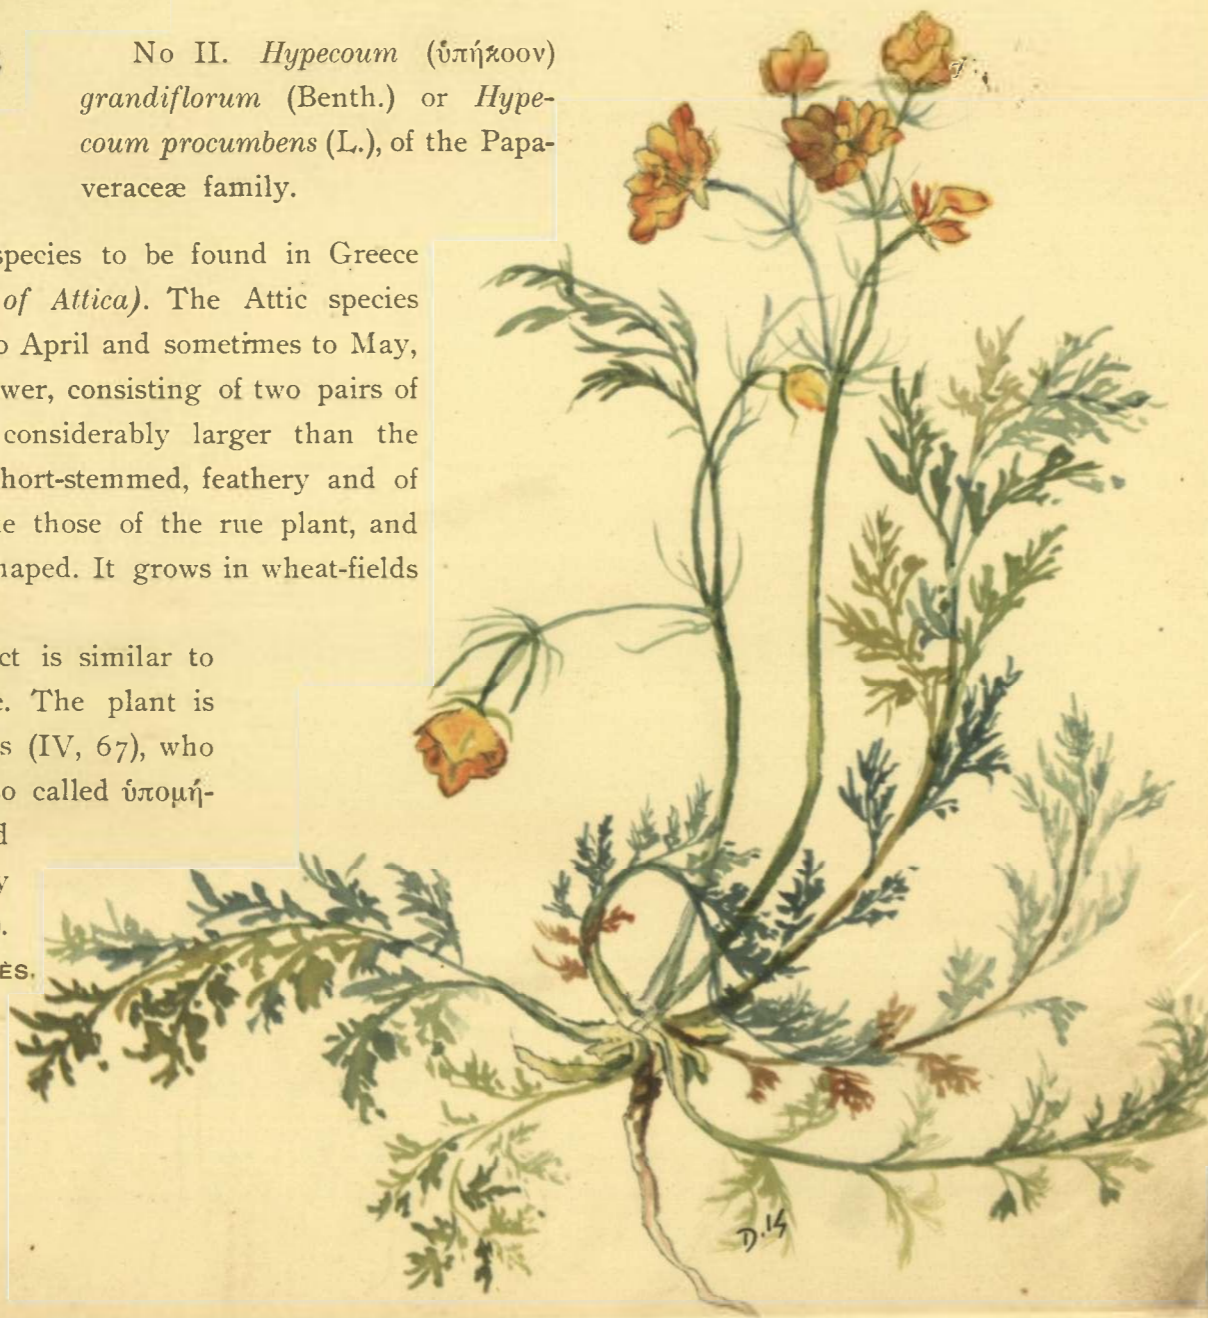 No II. Hypecoum (ὑπήκοον)
grandiflorum (Benth.) or Hype-
coum procumbens (L.), of the Papa-
veraceæ family.
species to be found in Greece
of Attica). The Attic species
April and sometimes to May,
wer, consisting of two pairs of
considerably larger than the
hort-stemmed, feathery and of
e those of the rue plant, and
haped. It grows in wheat-fields
ct is similar to
e. The plant is
s (IV, 67), who
o called ὑπομή-
d
y
).
ÈS.